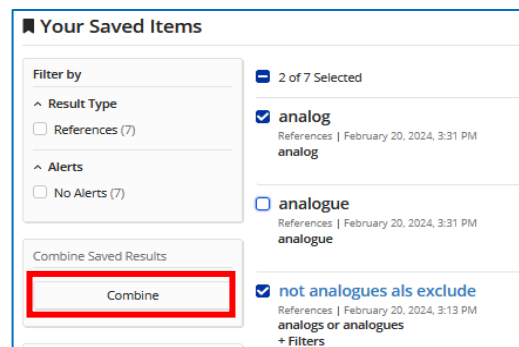 Your Saved Items
Filter by
Result Type
References (7)
Alerts
No Alerts (7)
Combine Saved Results
Combine
2 of 7 Selected
analog
References | February 20, 2024, 3:31 PM
analog
analogue
References | February 20, 2024, 3:31 PM
analogue
not analogues als exclude
References | February 20, 2024, 3:13 PM
analogs or analogues
+ Filters